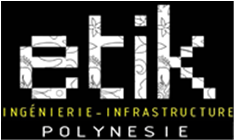 etik
INGÉNIERIE-INFRASTRUCTURE
POLYNESIE